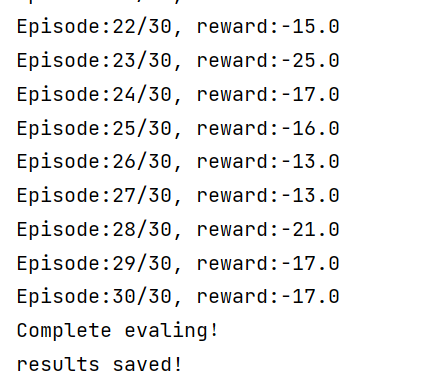 Episode:22/30, reward:-15.0
Episode:23/30, reward:-25.0
Episode:24/30, reward:-17.0
Episode:25/30, reward:-16.0
Episode:26/30, reward:-13.0
Episode:27/30, reward:-13.0
Episode:28/30, reward:-21.0
Episode:29/30, reward:-17.0
Episode:30/30, reward:-17.0
Complete evaling!
results saved!